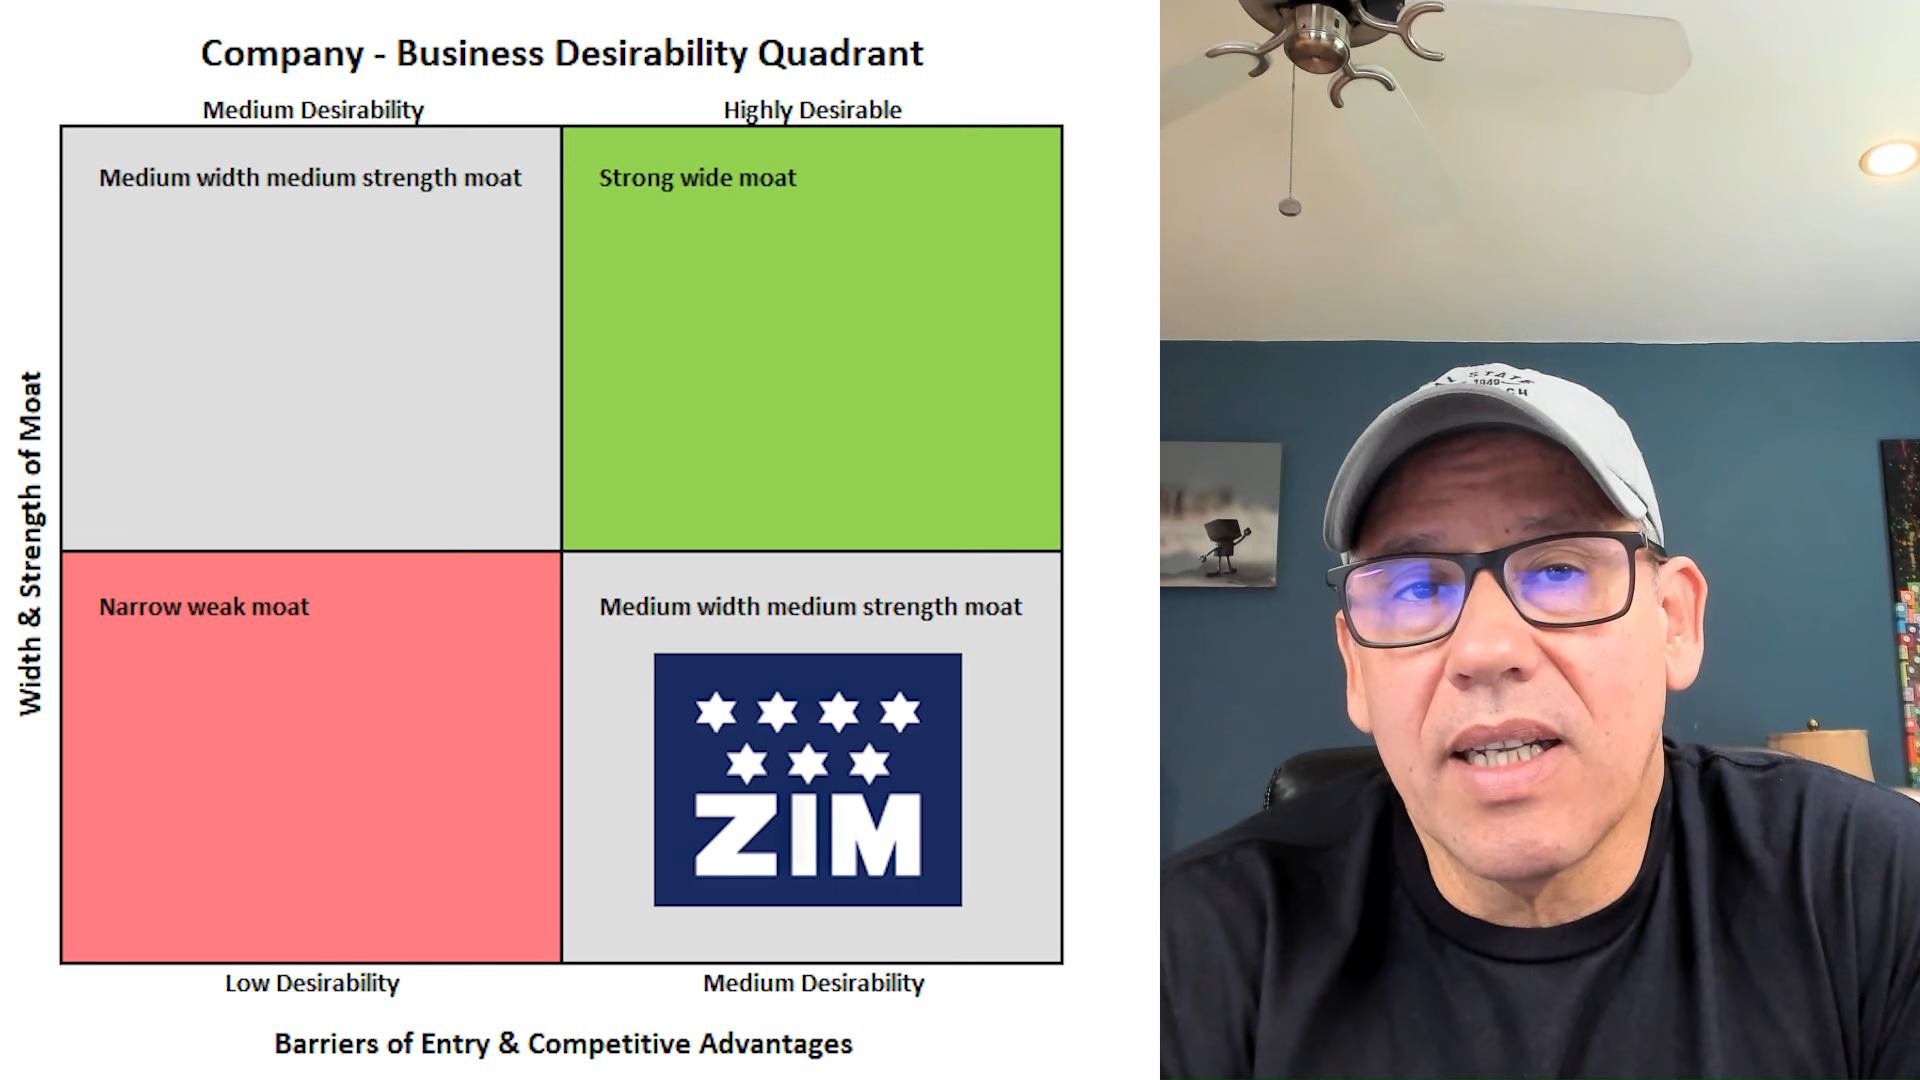 Company - Business Desirability Quadrant
Medium Desirability
Highly Desirable
Medium width medium strength moat
Strong wide moat
Width & Strength of Moat
Narrow weak moat
Medium width medium strength moat
ZIM
Low Desirability
Medium Desirability
Barriers of Entry & Competitive Advantages
STATE
1949